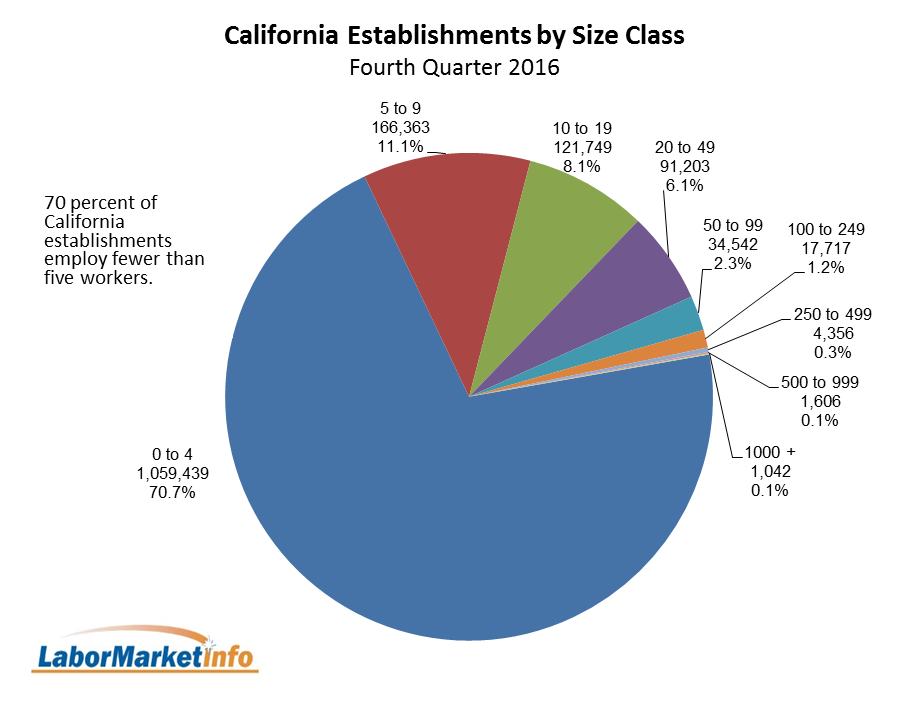 California Establishments by Size Class
Fourth Quarter 2016
5 to 9
166,363
11.1%
10 to 19
121,749
8.1%
20 to 49
91,203
6.1%
50 to 99
34,542
2.3%
100 to 249
17,717
1.2%
250 to 499
4,356
0.3%
500 to 999
1,606
0.1%
1000 +
1,042
0.1%
70 percent of
California
establishments
employ fewer than
five workers.
0 to 4
1,059,439
70.7%
LaborMarketInfo